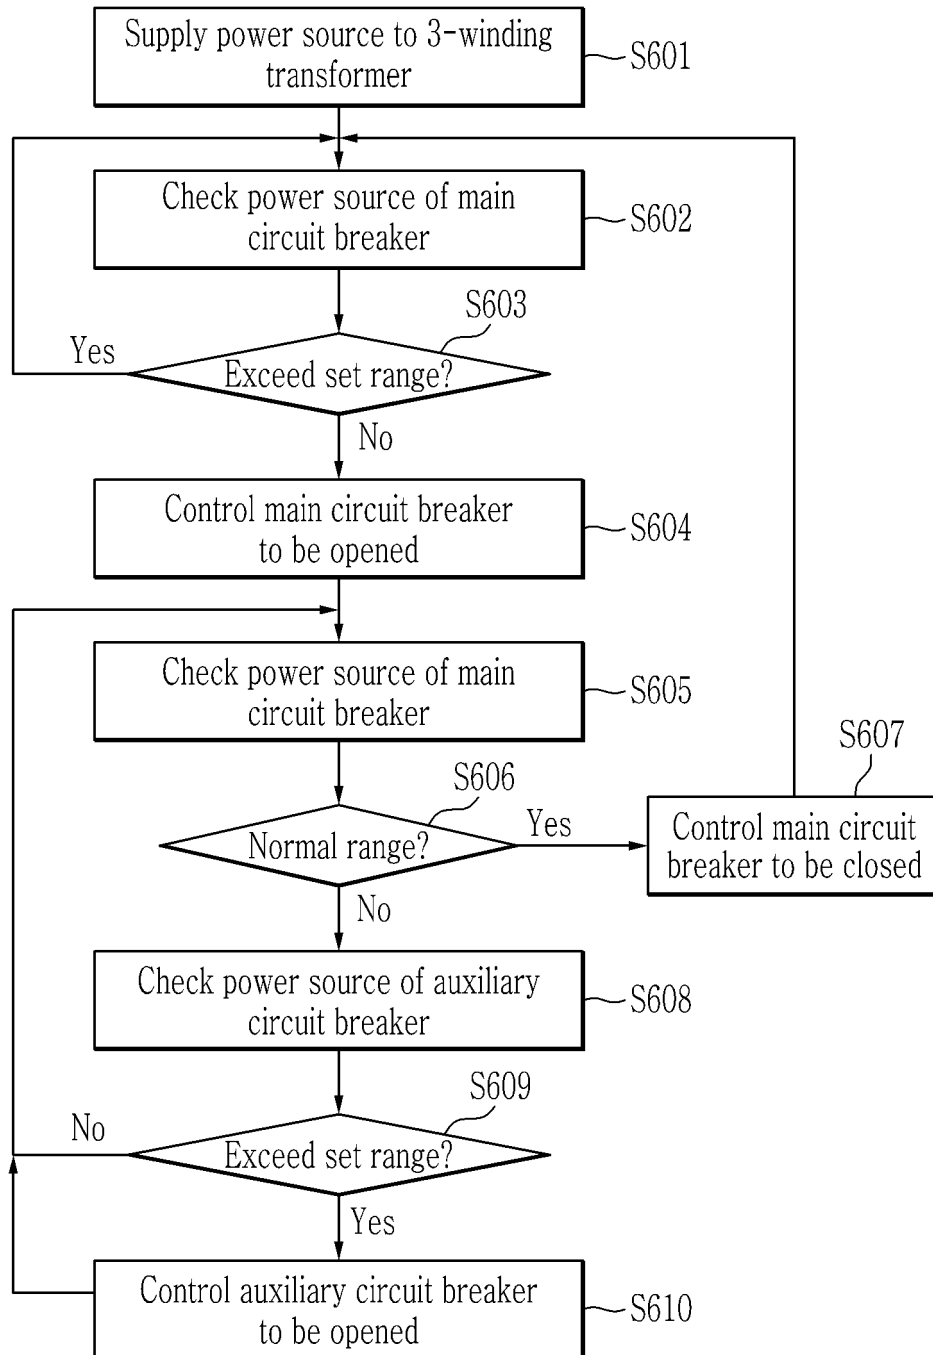 Supply power source to 3-winding
transformer
S601
Check power source of main
circuit breaker
S602
S603
Yes
Exceed set range?
No
Control main circuit breaker
to be opened
S604
Check power source of main
circuit breaker
S605
S606
Normal range?
Yes
S607
Control main circuit
breaker to be closed
No
Check power source of auxiliary
circuit breaker
S608
S609
No
Exceed set range?
Yes
Control auxiliary circuit breaker
to be opened
S610